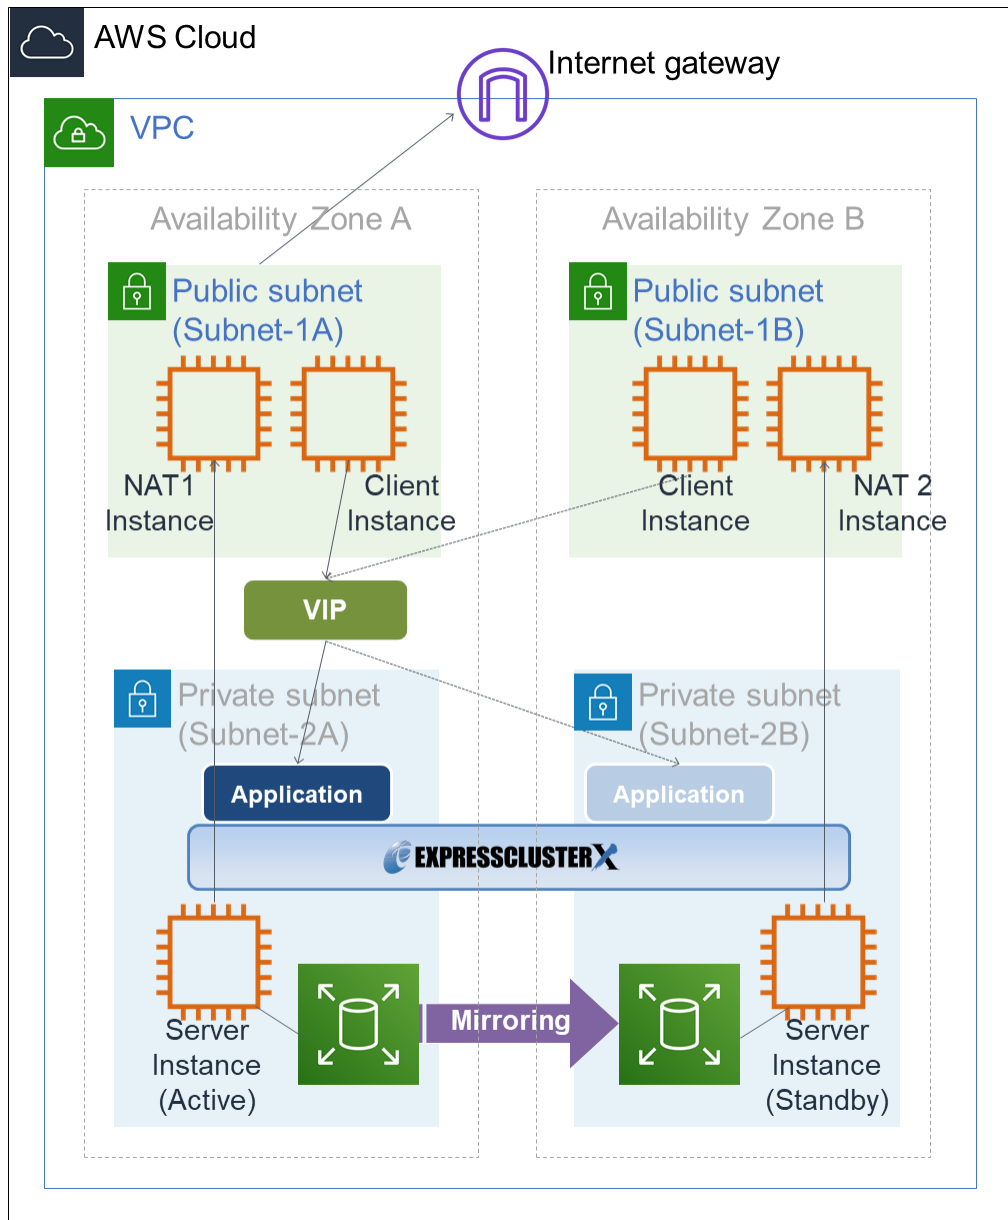 AWS Cloud
Internet gateway
VPC
Availability Zone A
Availability Zone B
Public subnet
(Subnet-1A)
Public subnet
(Subnet-1B)
NAT1
Instance
Client
Instance
Client
Instance
NAT 2
Instance
VIP
Private subnet
(Subnet-2A)
Private subnet
(Subnet-2B)
Application
Application
EXPRESSCLUSTER X
Mirroring
Server
Instance
(Active)
Server
Instance
(Standby)